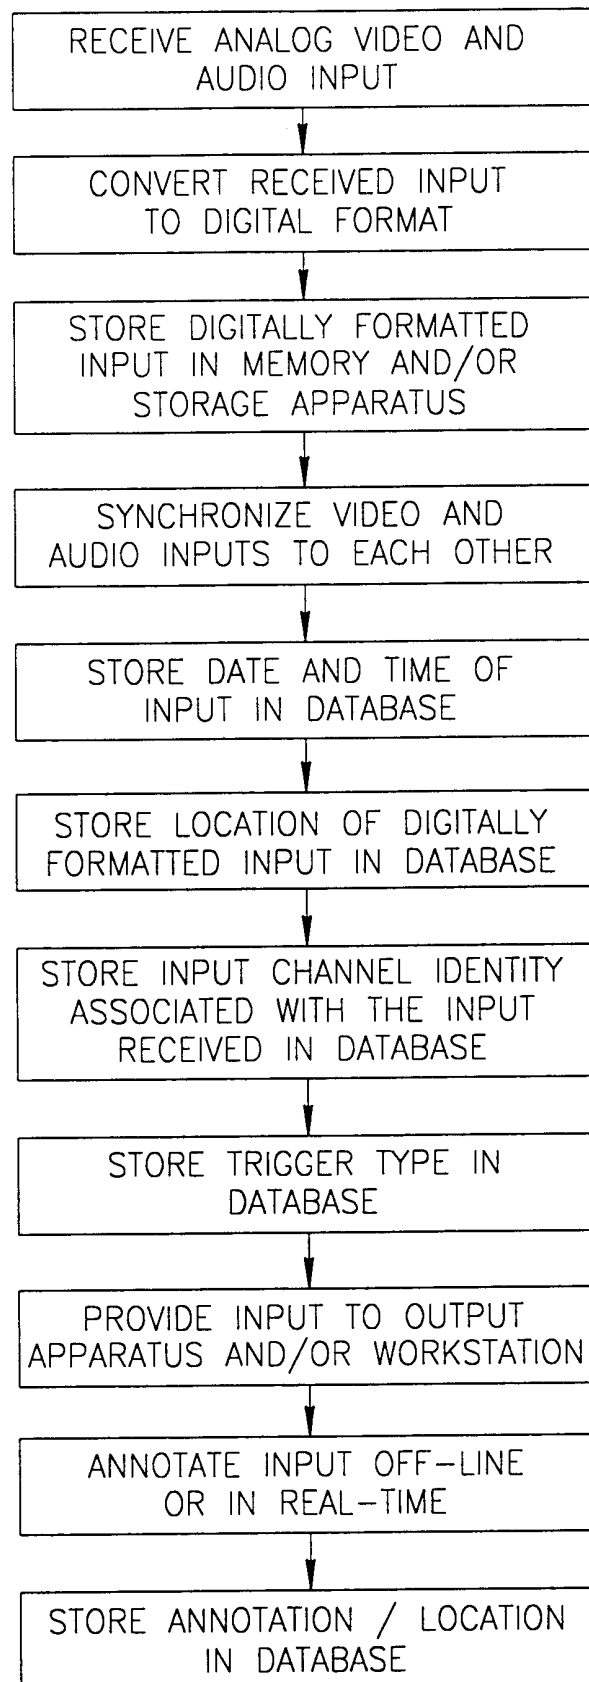 RECEIVE ANALOG VIDEO AND
AUDIO INPUT
CONVERT RECEIVED INPUT
TO DIGITAL FORMAT
STORE DIGITALLY FORMATTED
INPUT IN MEMORY AND/OR
STORAGE APPARATUS
SYNCHRONIZE VIDEO AND
AUDIO INPUTS TO EACH OTHER
STORE DATE AND TIME OF
INPUT IN DATABASE
STORE LOCATION OF DIGITALLY
FORMATTED INPUT IN DATABASE
STORE INPUT CHANNEL IDENTITY
ASSOCIATED WITH THE INPUT
RECEIVED IN DATABASE
STORE TRIGGER TYPE IN
DATABASE
PROVIDE INPUT TO OUTPUT
APPARATUS AND/OR WORKSTATION
ANNOTATE INPUT OFF-LINE
OR IN REAL-TIME
STORE ANNOTATION / LOCATION
IN DATABASE